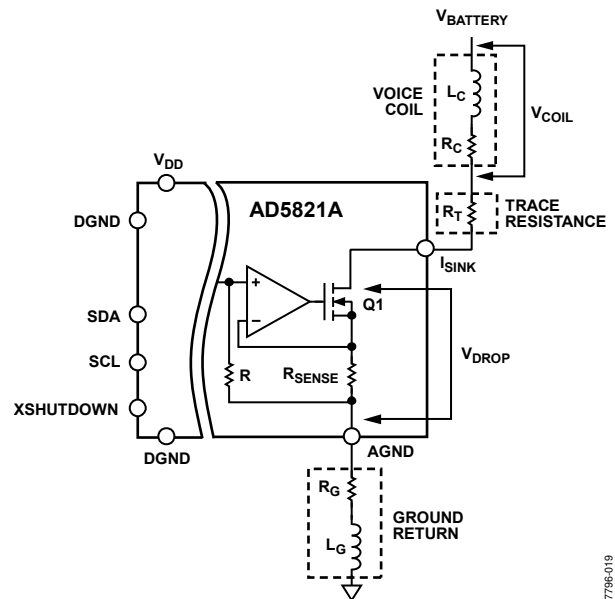 VBATTERY
VOICE
COIL
LC
RC
VCOIL
VDD
AD5821A
DGND
RT
TRACE
RESISTANCE
ISINK
+
−
Q1
SDA
SCL
R
RSENSE
VDROP
XSHUTDOWN
DGND
AGND
RG
LG
GROUND
RETURN
7796-019